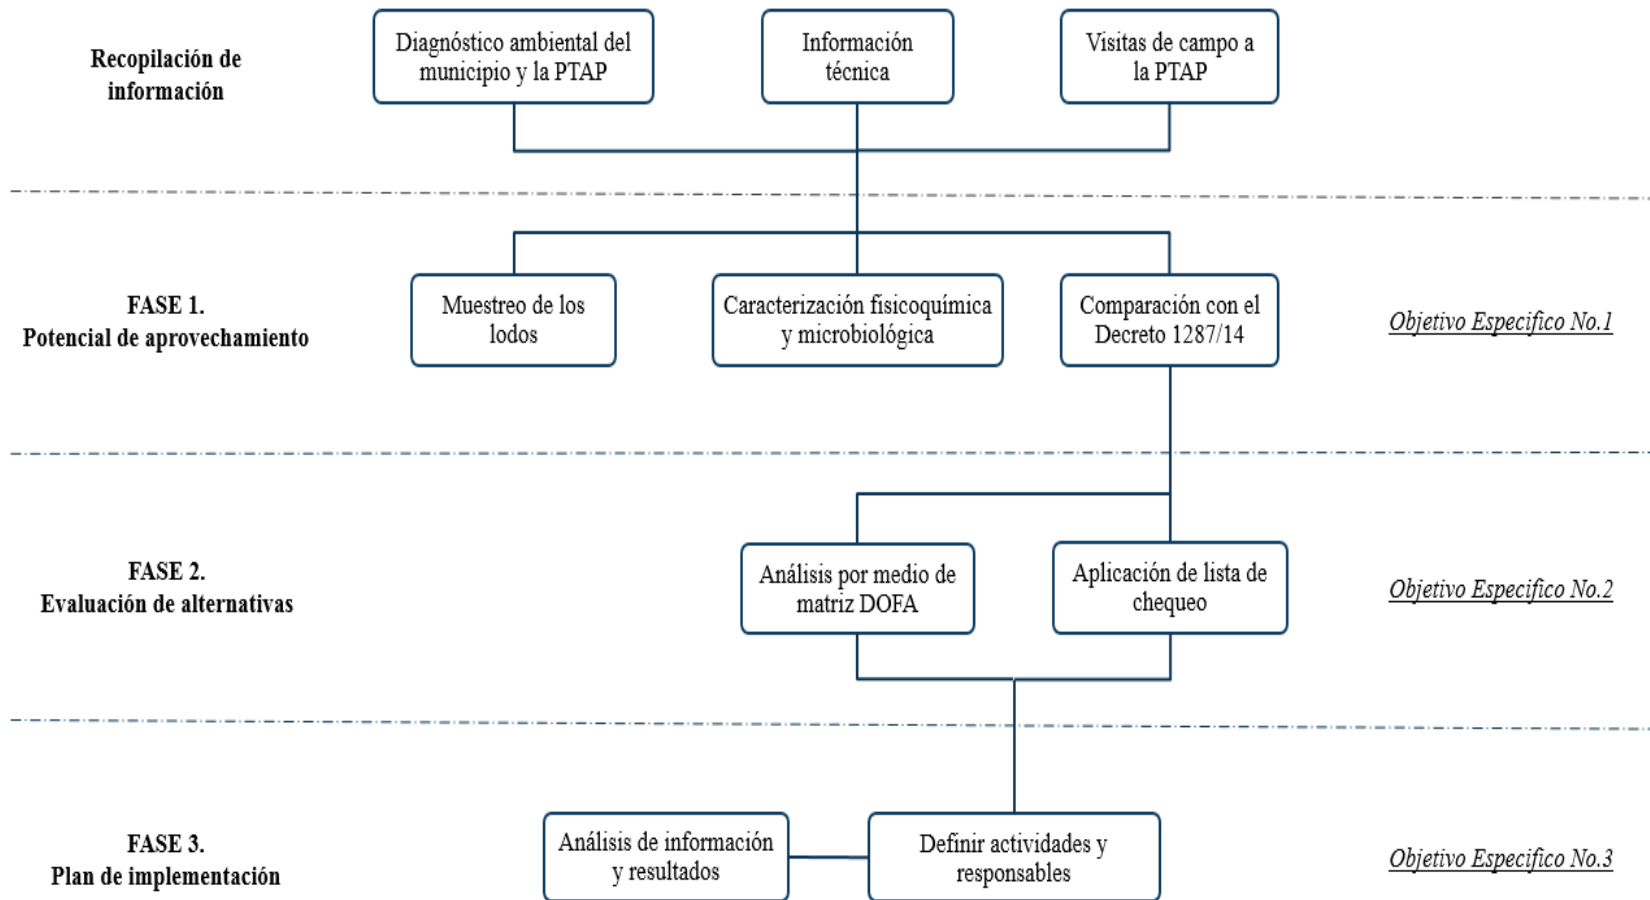 Recopilación de
información
Diagnóstico ambiental del
municipio y la PTAP
Información
técnica
Visitas de campo a
la PTAP
FASE 1.
Potencial de aprovechamiento
Muestreo de los
lodos
Caracterización fisicoquímica
y microbiológica
Comparación con el
Decreto 1287/14
Objetivo Especifico No.1
FASE 2.
Evaluación de alternativas
Análisis por medio de
matriz DOFA
Aplicación de lista de
chequeo
Objetivo Especifico No.2
FASE 3.
Plan de implementación
Análisis de información
y resultados
Definir actividades y
responsables
Objetivo Especifico No.3